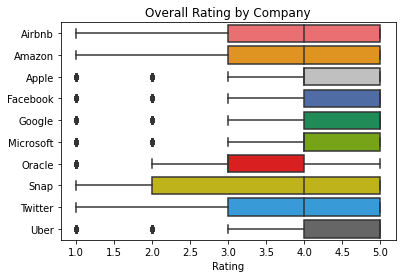 Overall Rating by Company
Airbnb
Amazon
Apple
Facebook
Google
Microsoft
Oracle
Snap
Twitter
Uber
1.0 1.5 2.0 2.5 3.0 3.5 4.0 4.5 5.0
Rating